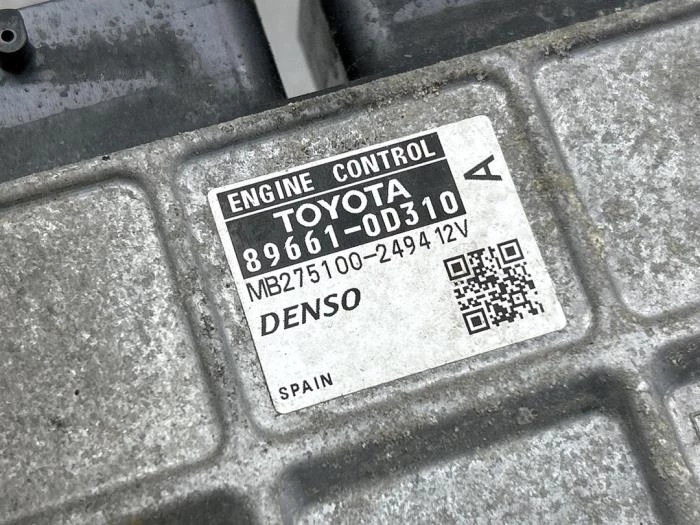 ENGINE CONTROL
A
TOYOTA
89661-0D310
MB275100-2494 12V
DENSO
SPAIN